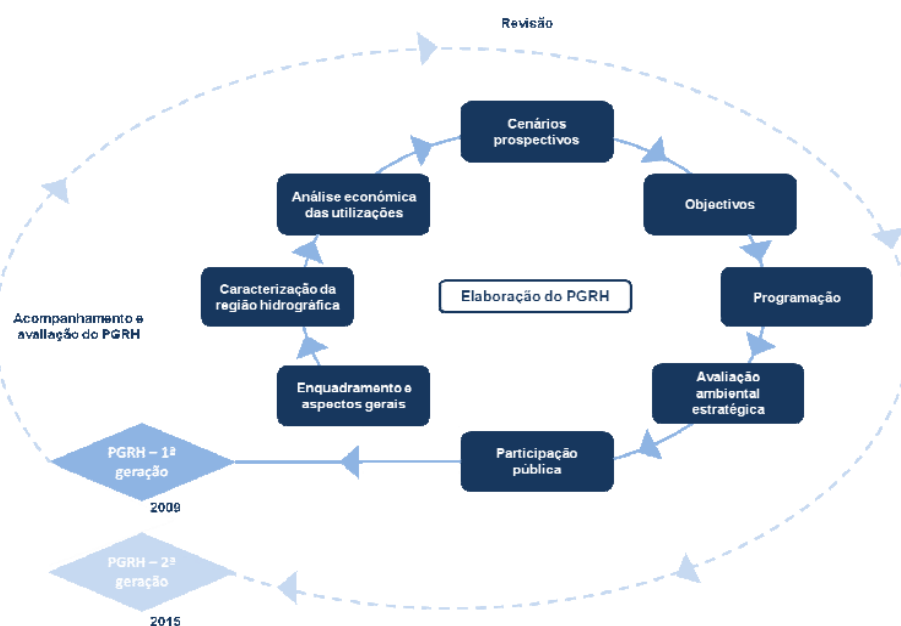 Revisão
Cenários
prospectivos
Análise económica
das utilizações
Objectivos
Caracterização da
região hidrográfica
Elaboração do PGRH
Programação
Acompanhamento e
avaliação do PGRH
Enquadramento e
aspectos gerais
Avaliação
ambiental
estratégica
PGRH – 1ª
geração
Participação
pública
2009
PGRH – 2ª
geração
2015